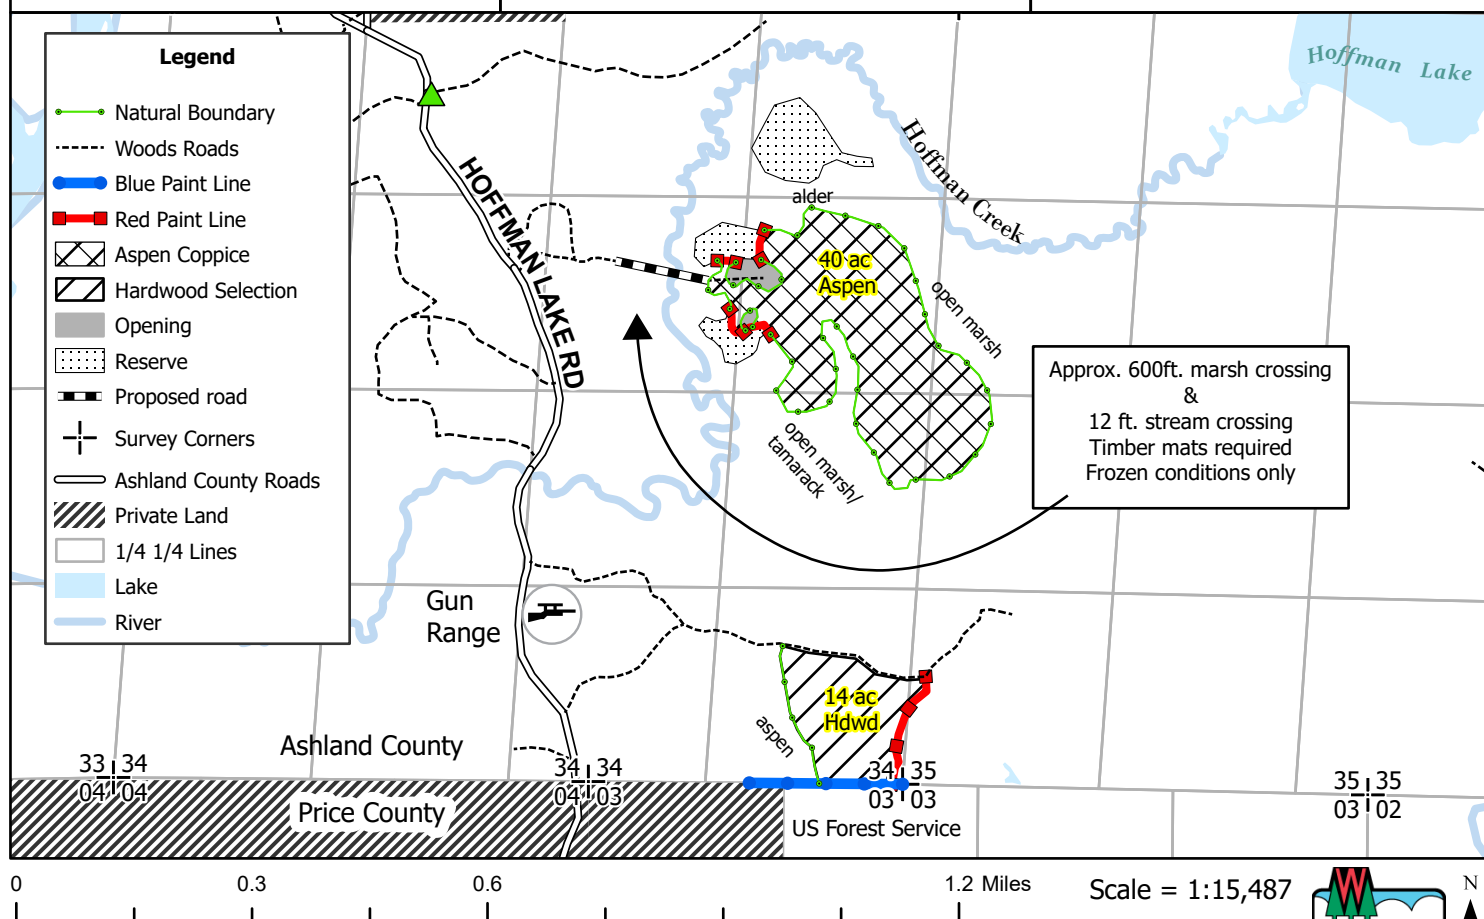 Legend
Natural Boundary
Woods Roads
Blue Paint Line
Red Paint Line
Aspen Coppice
Hardwood Selection
Opening
Reserve
Proposed road
Survey Corners
Ashland County Roads
Private Land
1/4 1/4 Lines
Lake
River
Hoffman Lake
Hoffman Creek
HOFFMAN LAKE RD
alder
40 ac
Aspen
open marsh
open marsh/
tamarack
Approx. 600ft. marsh crossing
&
12 ft. stream crossing
Timber mats required
Frozen conditions only
Gun
Range
14 ac
Hdwd
aspen
Ashland County
Price County
US Forest Service
33 34
04 04
34 34
04 03
34 35
03 03
35 35
03 02
0 0.3 0.6 1.2 Miles
Scale = 1:15,487
W
N